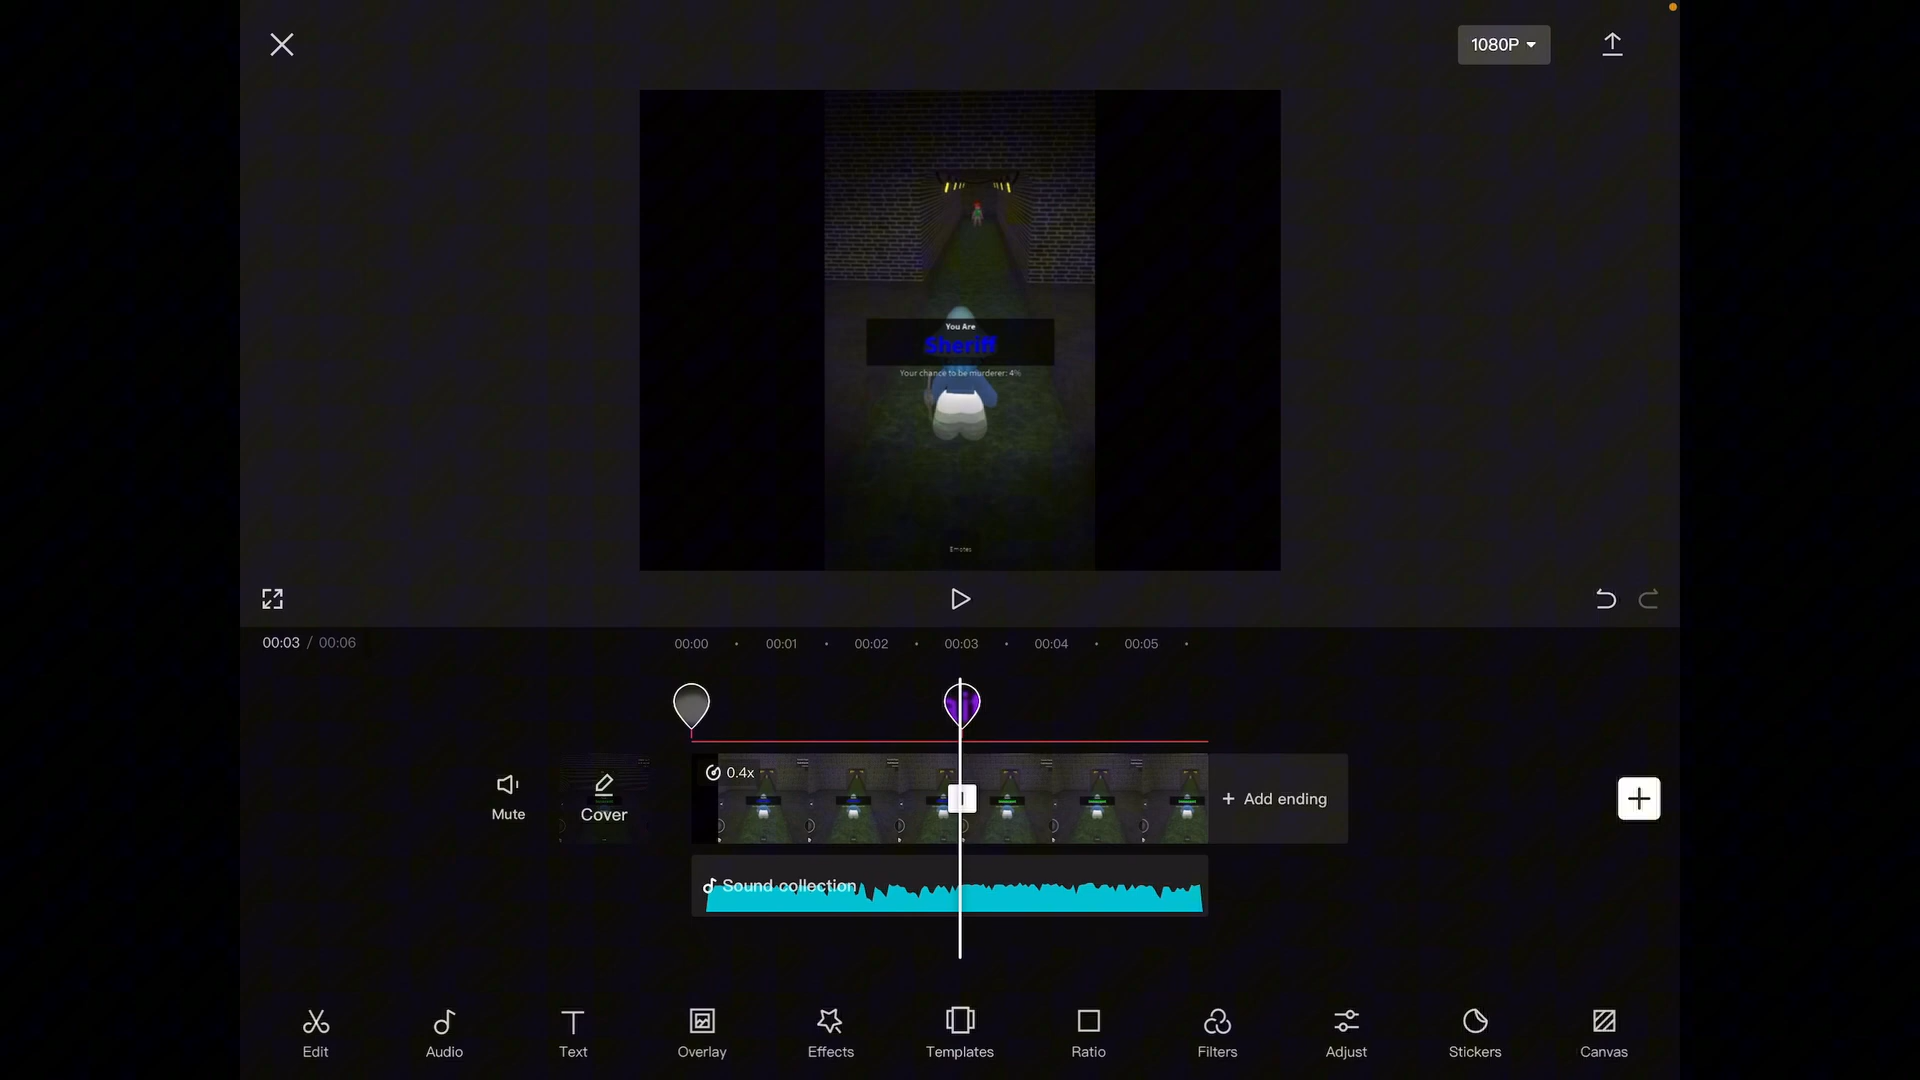 1080P
You Are
Sheriff
Your chance to be murderer: 4%
Emotes
00:03 / 00:06
00:00 00:01 00:02 00:03 00:04 00:05
Mute
Cover
0.4x
+ Add ending
Sound collection
Edit Audio Text Overlay Effects Templates Ratio Filters Adjust Stickers Canvas